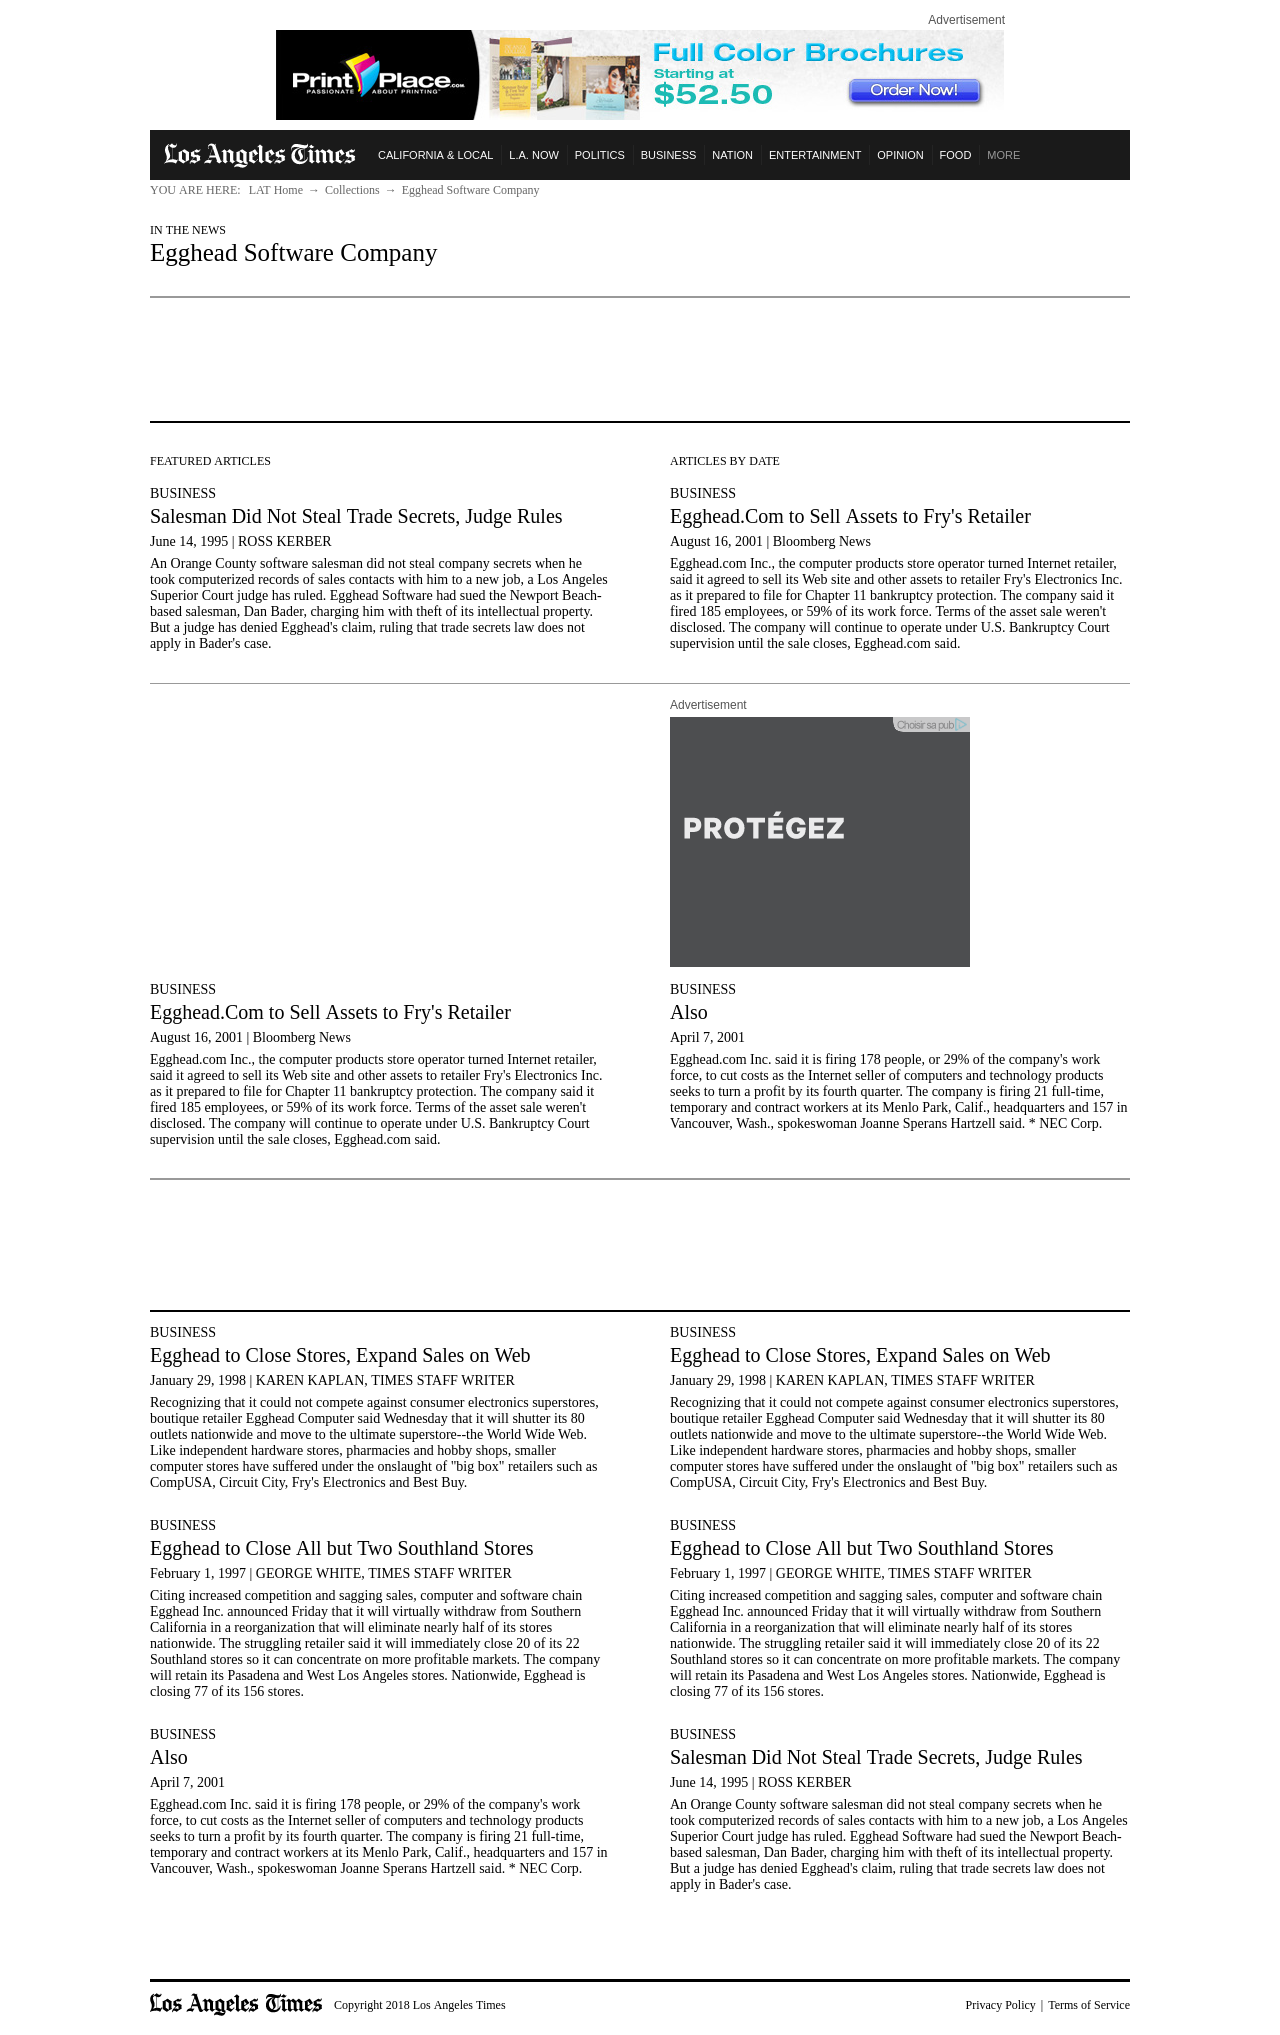 Advertisement
PrintPlace.com
PASSIONATE ABOUT PRINTING
Full Color Brochures
Starting at
$52.50
Order Now!
Los Angeles Times
CALIFORNIA & LOCAL
L.A. NOW
POLITICS
BUSINESS
NATION
ENTERTAINMENT
OPINION
FOOD
MORE
YOU ARE HERE: LAT Home → Collections → Egghead Software Company
IN THE NEWS
Egghead Software Company
FEATURED ARTICLES
BUSINESS
Salesman Did Not Steal Trade Secrets, Judge Rules
June 14, 1995 | ROSS KERBER
An Orange County software salesman did not steal company secrets when he
took computerized records of sales contacts with him to a new job, a Los Angeles
Superior Court judge has ruled. Egghead Software had sued the Newport Beach-
based salesman, Dan Bader, charging him with theft of its intellectual property.
But a judge has denied Egghead's claim, ruling that trade secrets law does not
apply in Bader's case.
ARTICLES BY DATE
BUSINESS
Egghead.Com to Sell Assets to Fry's Retailer
August 16, 2001 | Bloomberg News
Egghead.com Inc., the computer products store operator turned Internet retailer,
said it agreed to sell its Web site and other assets to retailer Fry's Electronics Inc.
as it prepared to file for Chapter 11 bankruptcy protection. The company said it
fired 185 employees, or 59% of its work force. Terms of the asset sale weren't
disclosed. The company will continue to operate under U.S. Bankruptcy Court
supervision until the sale closes, Egghead.com said.
Advertisement
Choisir sa pub
PROTÉGEZ
BUSINESS
Egghead.Com to Sell Assets to Fry's Retailer
August 16, 2001 | Bloomberg News
Egghead.com Inc., the computer products store operator turned Internet retailer,
said it agreed to sell its Web site and other assets to retailer Fry's Electronics Inc.
as it prepared to file for Chapter 11 bankruptcy protection. The company said it
fired 185 employees, or 59% of its work force. Terms of the asset sale weren't
disclosed. The company will continue to operate under U.S. Bankruptcy Court
supervision until the sale closes, Egghead.com said.
BUSINESS
Also
April 7, 2001
Egghead.com Inc. said it is firing 178 people, or 29% of the company's work
force, to cut costs as the Internet seller of computers and technology products
seeks to turn a profit by its fourth quarter. The company is firing 21 full-time,
temporary and contract workers at its Menlo Park, Calif., headquarters and 157 in
Vancouver, Wash., spokeswoman Joanne Sperans Hartzell said. * NEC Corp.
BUSINESS
Egghead to Close Stores, Expand Sales on Web
January 29, 1998 | KAREN KAPLAN, TIMES STAFF WRITER
Recognizing that it could not compete against consumer electronics superstores,
boutique retailer Egghead Computer said Wednesday that it will shutter its 80
outlets nationwide and move to the ultimate superstore--the World Wide Web.
Like independent hardware stores, pharmacies and hobby shops, smaller
computer stores have suffered under the onslaught of "big box" retailers such as
CompUSA, Circuit City, Fry's Electronics and Best Buy.
BUSINESS
Egghead to Close All but Two Southland Stores
February 1, 1997 | GEORGE WHITE, TIMES STAFF WRITER
Citing increased competition and sagging sales, computer and software chain
Egghead Inc. announced Friday that it will virtually withdraw from Southern
California in a reorganization that will eliminate nearly half of its stores
nationwide. The struggling retailer said it will immediately close 20 of its 22
Southland stores so it can concentrate on more profitable markets. The company
will retain its Pasadena and West Los Angeles stores. Nationwide, Egghead is
closing 77 of its 156 stores.
BUSINESS
Also
April 7, 2001
Egghead.com Inc. said it is firing 178 people, or 29% of the company's work
force, to cut costs as the Internet seller of computers and technology products
seeks to turn a profit by its fourth quarter. The company is firing 21 full-time,
temporary and contract workers at its Menlo Park, Calif., headquarters and 157 in
Vancouver, Wash., spokeswoman Joanne Sperans Hartzell said. * NEC Corp.
BUSINESS
Egghead to Close Stores, Expand Sales on Web
January 29, 1998 | KAREN KAPLAN, TIMES STAFF WRITER
Recognizing that it could not compete against consumer electronics superstores,
boutique retailer Egghead Computer said Wednesday that it will shutter its 80
outlets nationwide and move to the ultimate superstore--the World Wide Web.
Like independent hardware stores, pharmacies and hobby shops, smaller
computer stores have suffered under the onslaught of "big box" retailers such as
CompUSA, Circuit City, Fry's Electronics and Best Buy.
BUSINESS
Egghead to Close All but Two Southland Stores
February 1, 1997 | GEORGE WHITE, TIMES STAFF WRITER
Citing increased competition and sagging sales, computer and software chain
Egghead Inc. announced Friday that it will virtually withdraw from Southern
California in a reorganization that will eliminate nearly half of its stores
nationwide. The struggling retailer said it will immediately close 20 of its 22
Southland stores so it can concentrate on more profitable markets. The company
will retain its Pasadena and West Los Angeles stores. Nationwide, Egghead is
closing 77 of its 156 stores.
BUSINESS
Salesman Did Not Steal Trade Secrets, Judge Rules
June 14, 1995 | ROSS KERBER
An Orange County software salesman did not steal company secrets when he
took computerized records of sales contacts with him to a new job, a Los Angeles
Superior Court judge has ruled. Egghead Software had sued the Newport Beach-
based salesman, Dan Bader, charging him with theft of its intellectual property.
But a judge has denied Egghead's claim, ruling that trade secrets law does not
apply in Bader's case.
Los Angeles Times
Copyright 2018 Los Angeles Times
Privacy Policy | Terms of Service